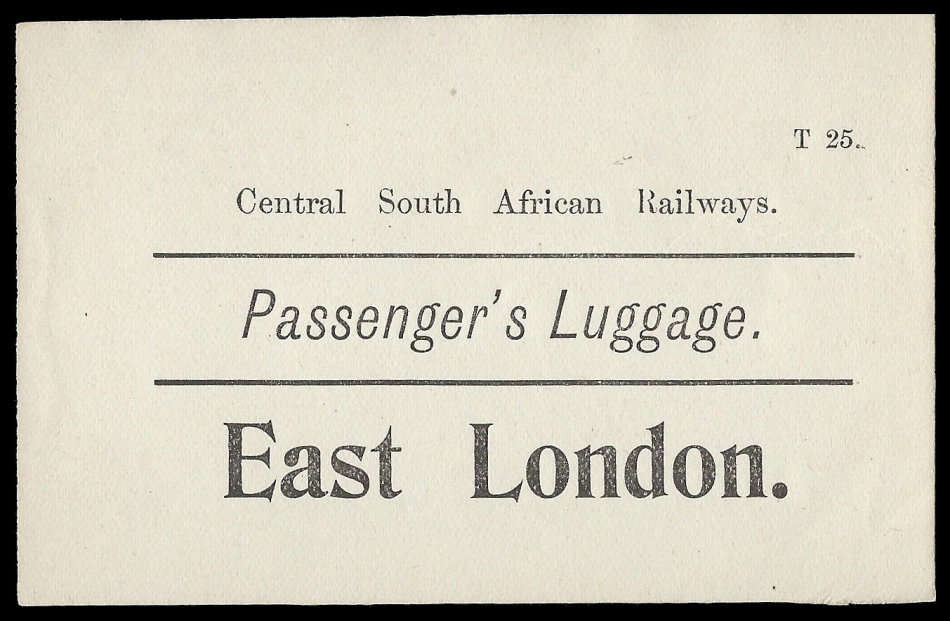 T 25.
Central South African Railways.
Passenger's Luggage.
East London.